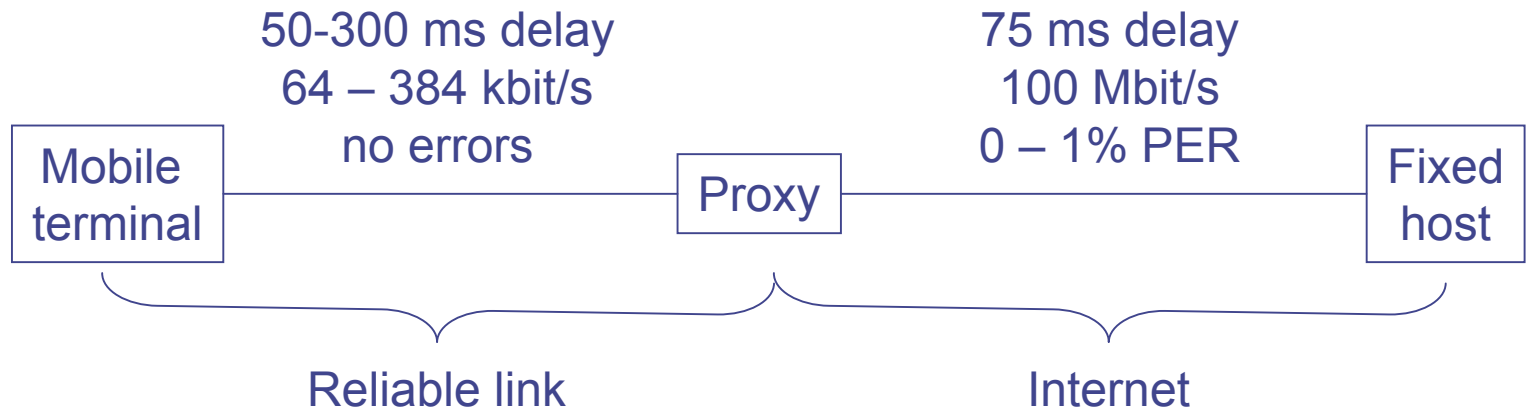 50-300 ms delay
64 – 384 kbit/s
no errors
75 ms delay
100 Mbit/s
0 – 1% PER
Mobile
terminal
Proxy
Fixed
host
Reliable link
Internet